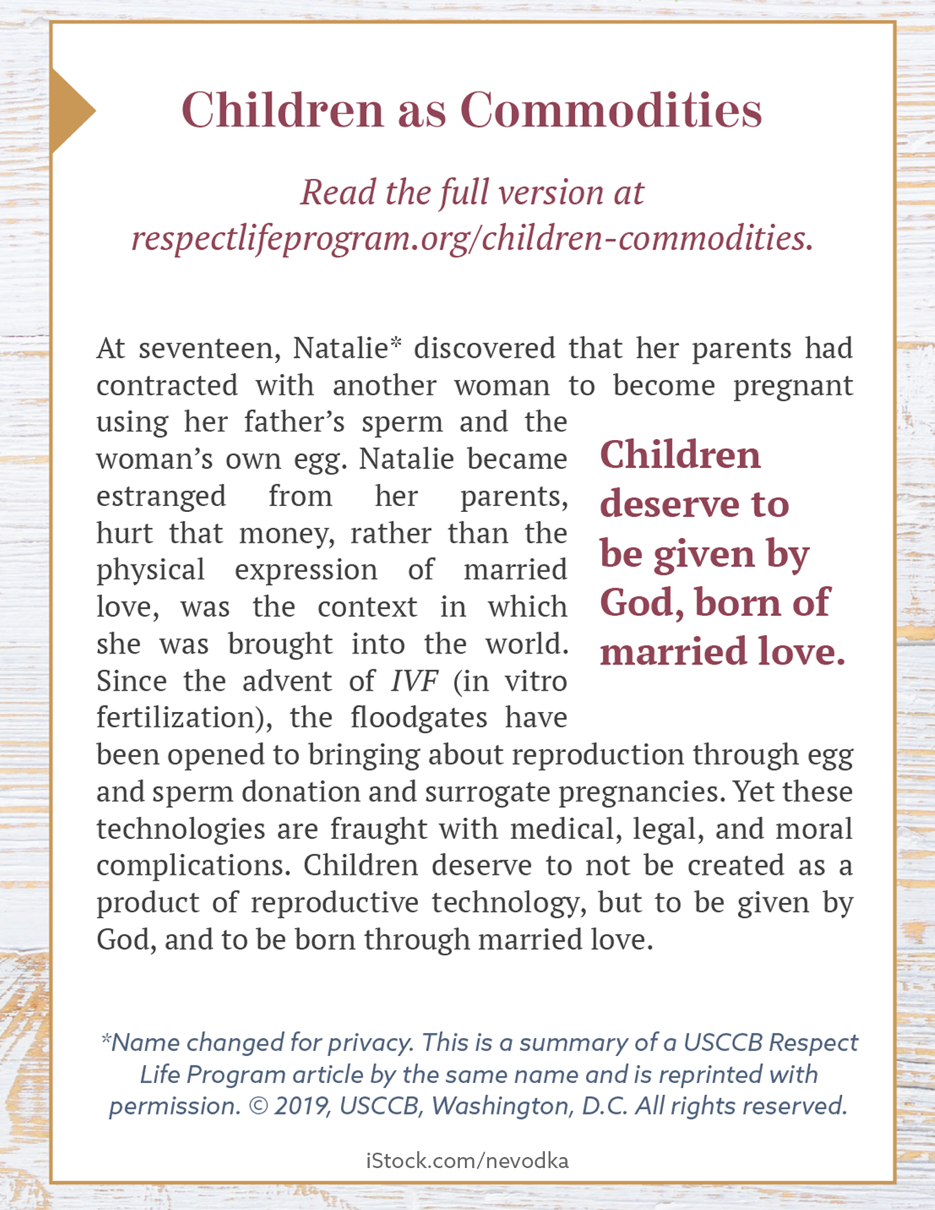 Children as Commodities
Read the full version at
respectlifeprogram.org/children-commodities.
At seventeen, Natalie* discovered that her parents had
contracted with another woman to become pregnant
using her father’s sperm and the
woman’s own egg. Natalie became
estranged from her parents,
hurt that money, rather than the
physical expression of married
love, was the context in which
she was brought into the world.
Since the advent of IVF (in vitro
fertilization), the floodgates have
been opened to bringing about reproduction through egg
and sperm donation and surrogate pregnancies. Yet these
technologies are fraught with medical, legal, and moral
complications. Children deserve to not be created as a
product of reproductive technology, but to be given by
God, and to be born through married love.
Children
deserve to
be given by
God, born of
married love.
*Name changed for privacy. This is a summary of a USCCB Respect
Life Program article by the same name and is reprinted with
permission. © 2019, USCCB, Washington, D.C. All rights reserved.
iStock.com/nevodka